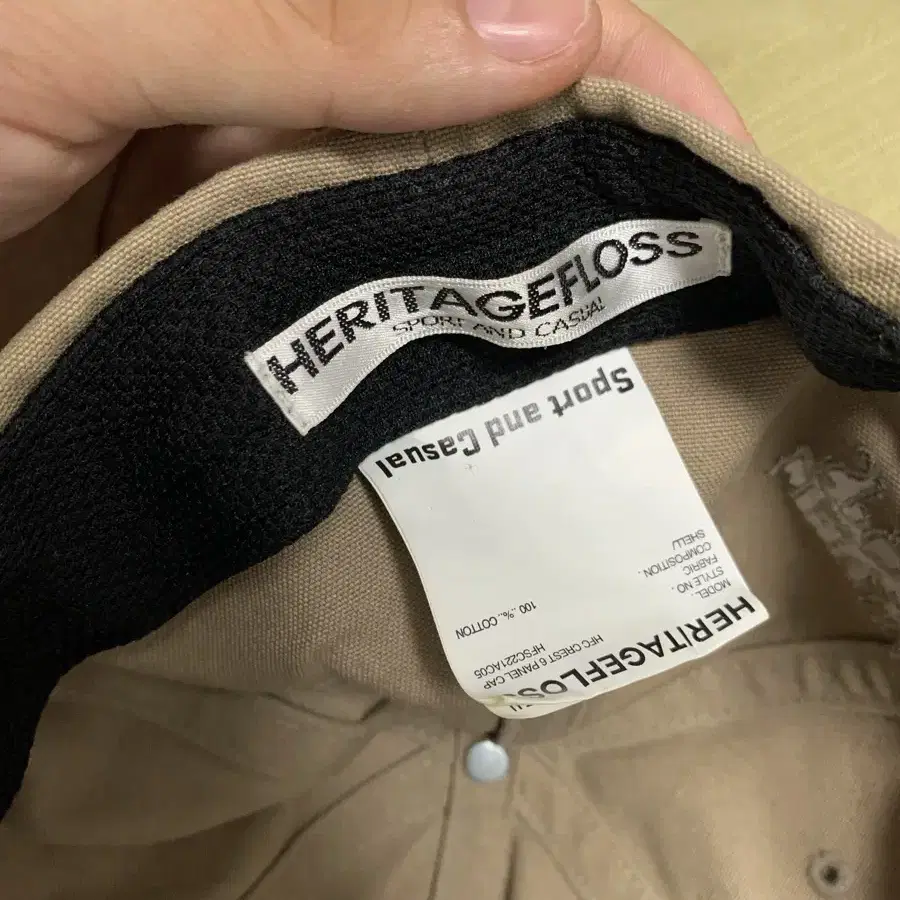 HERITAGEFLOSS
SPORT AND CASUAL
HERITAGEFLOSS
MODEL. HFC CREST 6 PANEL CAP
STYLE NO. HFSC221AC05
FABRIC
COMPOSITION.
SHELL/ 100..%..COTTON
Sport and Casual